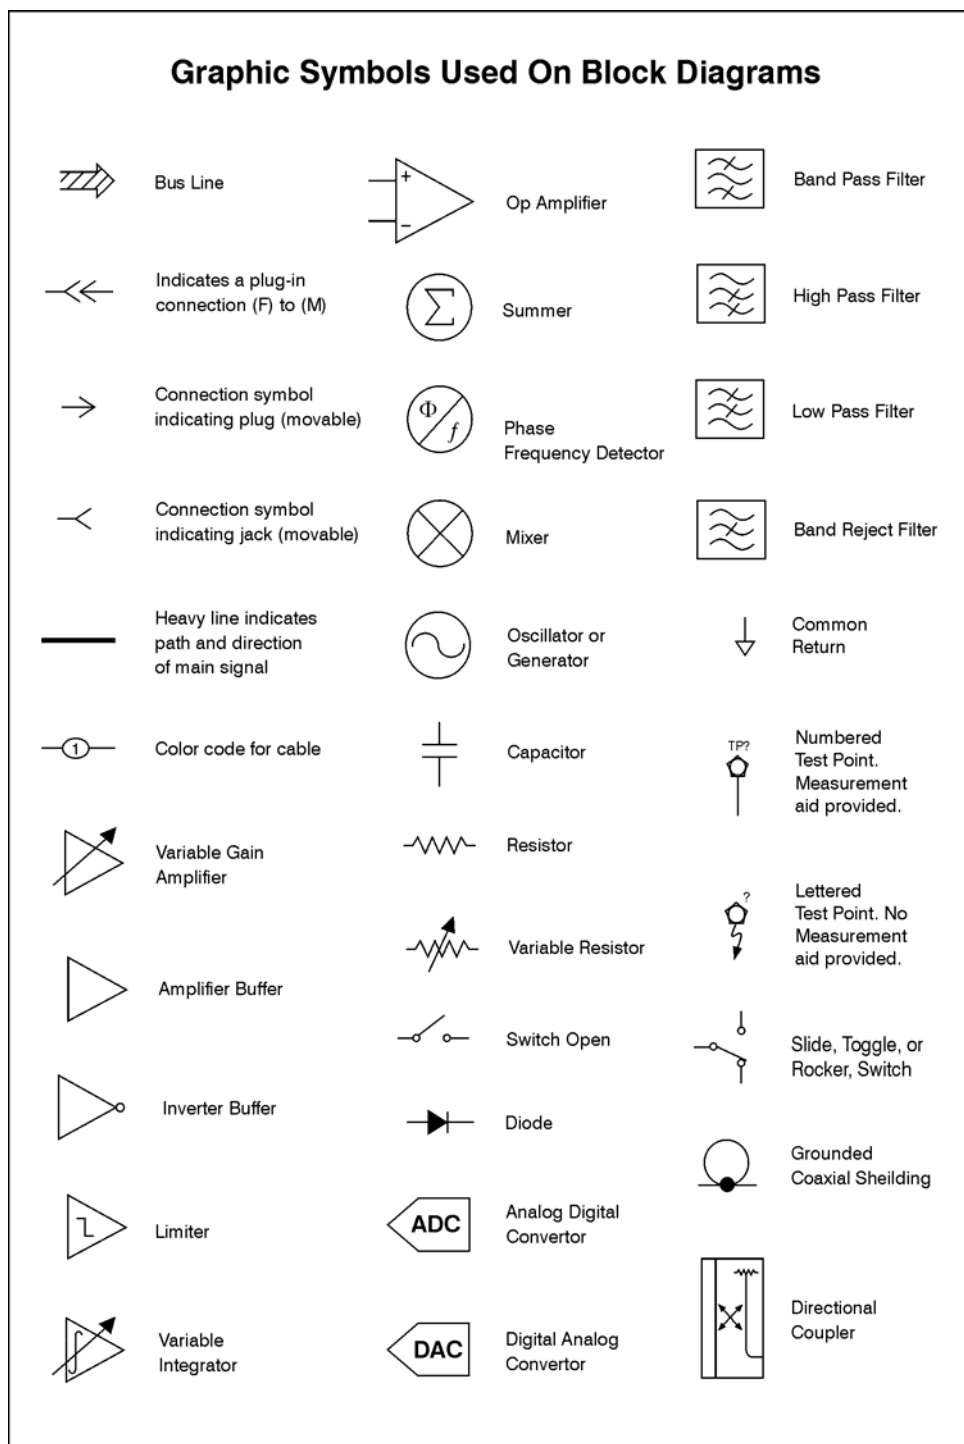 Graphic Symbols Used On Block Diagrams
Bus Line
Indicates a plug-in
connection (F) to (M)
Connection symbol
indicating plug (movable)
Connection symbol
indicating jack (movable)
Heavy line indicates
path and direction
of main signal
1
Color code for cable
Variable Gain
Amplifier
Amplifier Buffer
Inverter Buffer
Limiter
Variable
Integrator
+
−
Op Amplifier
Σ
Summer
Φ
f
Phase
Frequency Detector
Mixer
Oscillator or
Generator
Capacitor
Resistor
Variable Resistor
Switch Open
Diode
ADC
Analog Digital
Convertor
DAC
Digital Analog
Convertor
Band Pass Filter
High Pass Filter
Low Pass Filter
Band Reject Filter
Common
Return
TP?
Numbered
Test Point.
Measurement
aid provided.
?
Lettered
Test Point. No
Measurement
aid provided.
Slide, Toggle, or
Rocker, Switch
Grounded
Coaxial Sheilding
Directional
Coupler